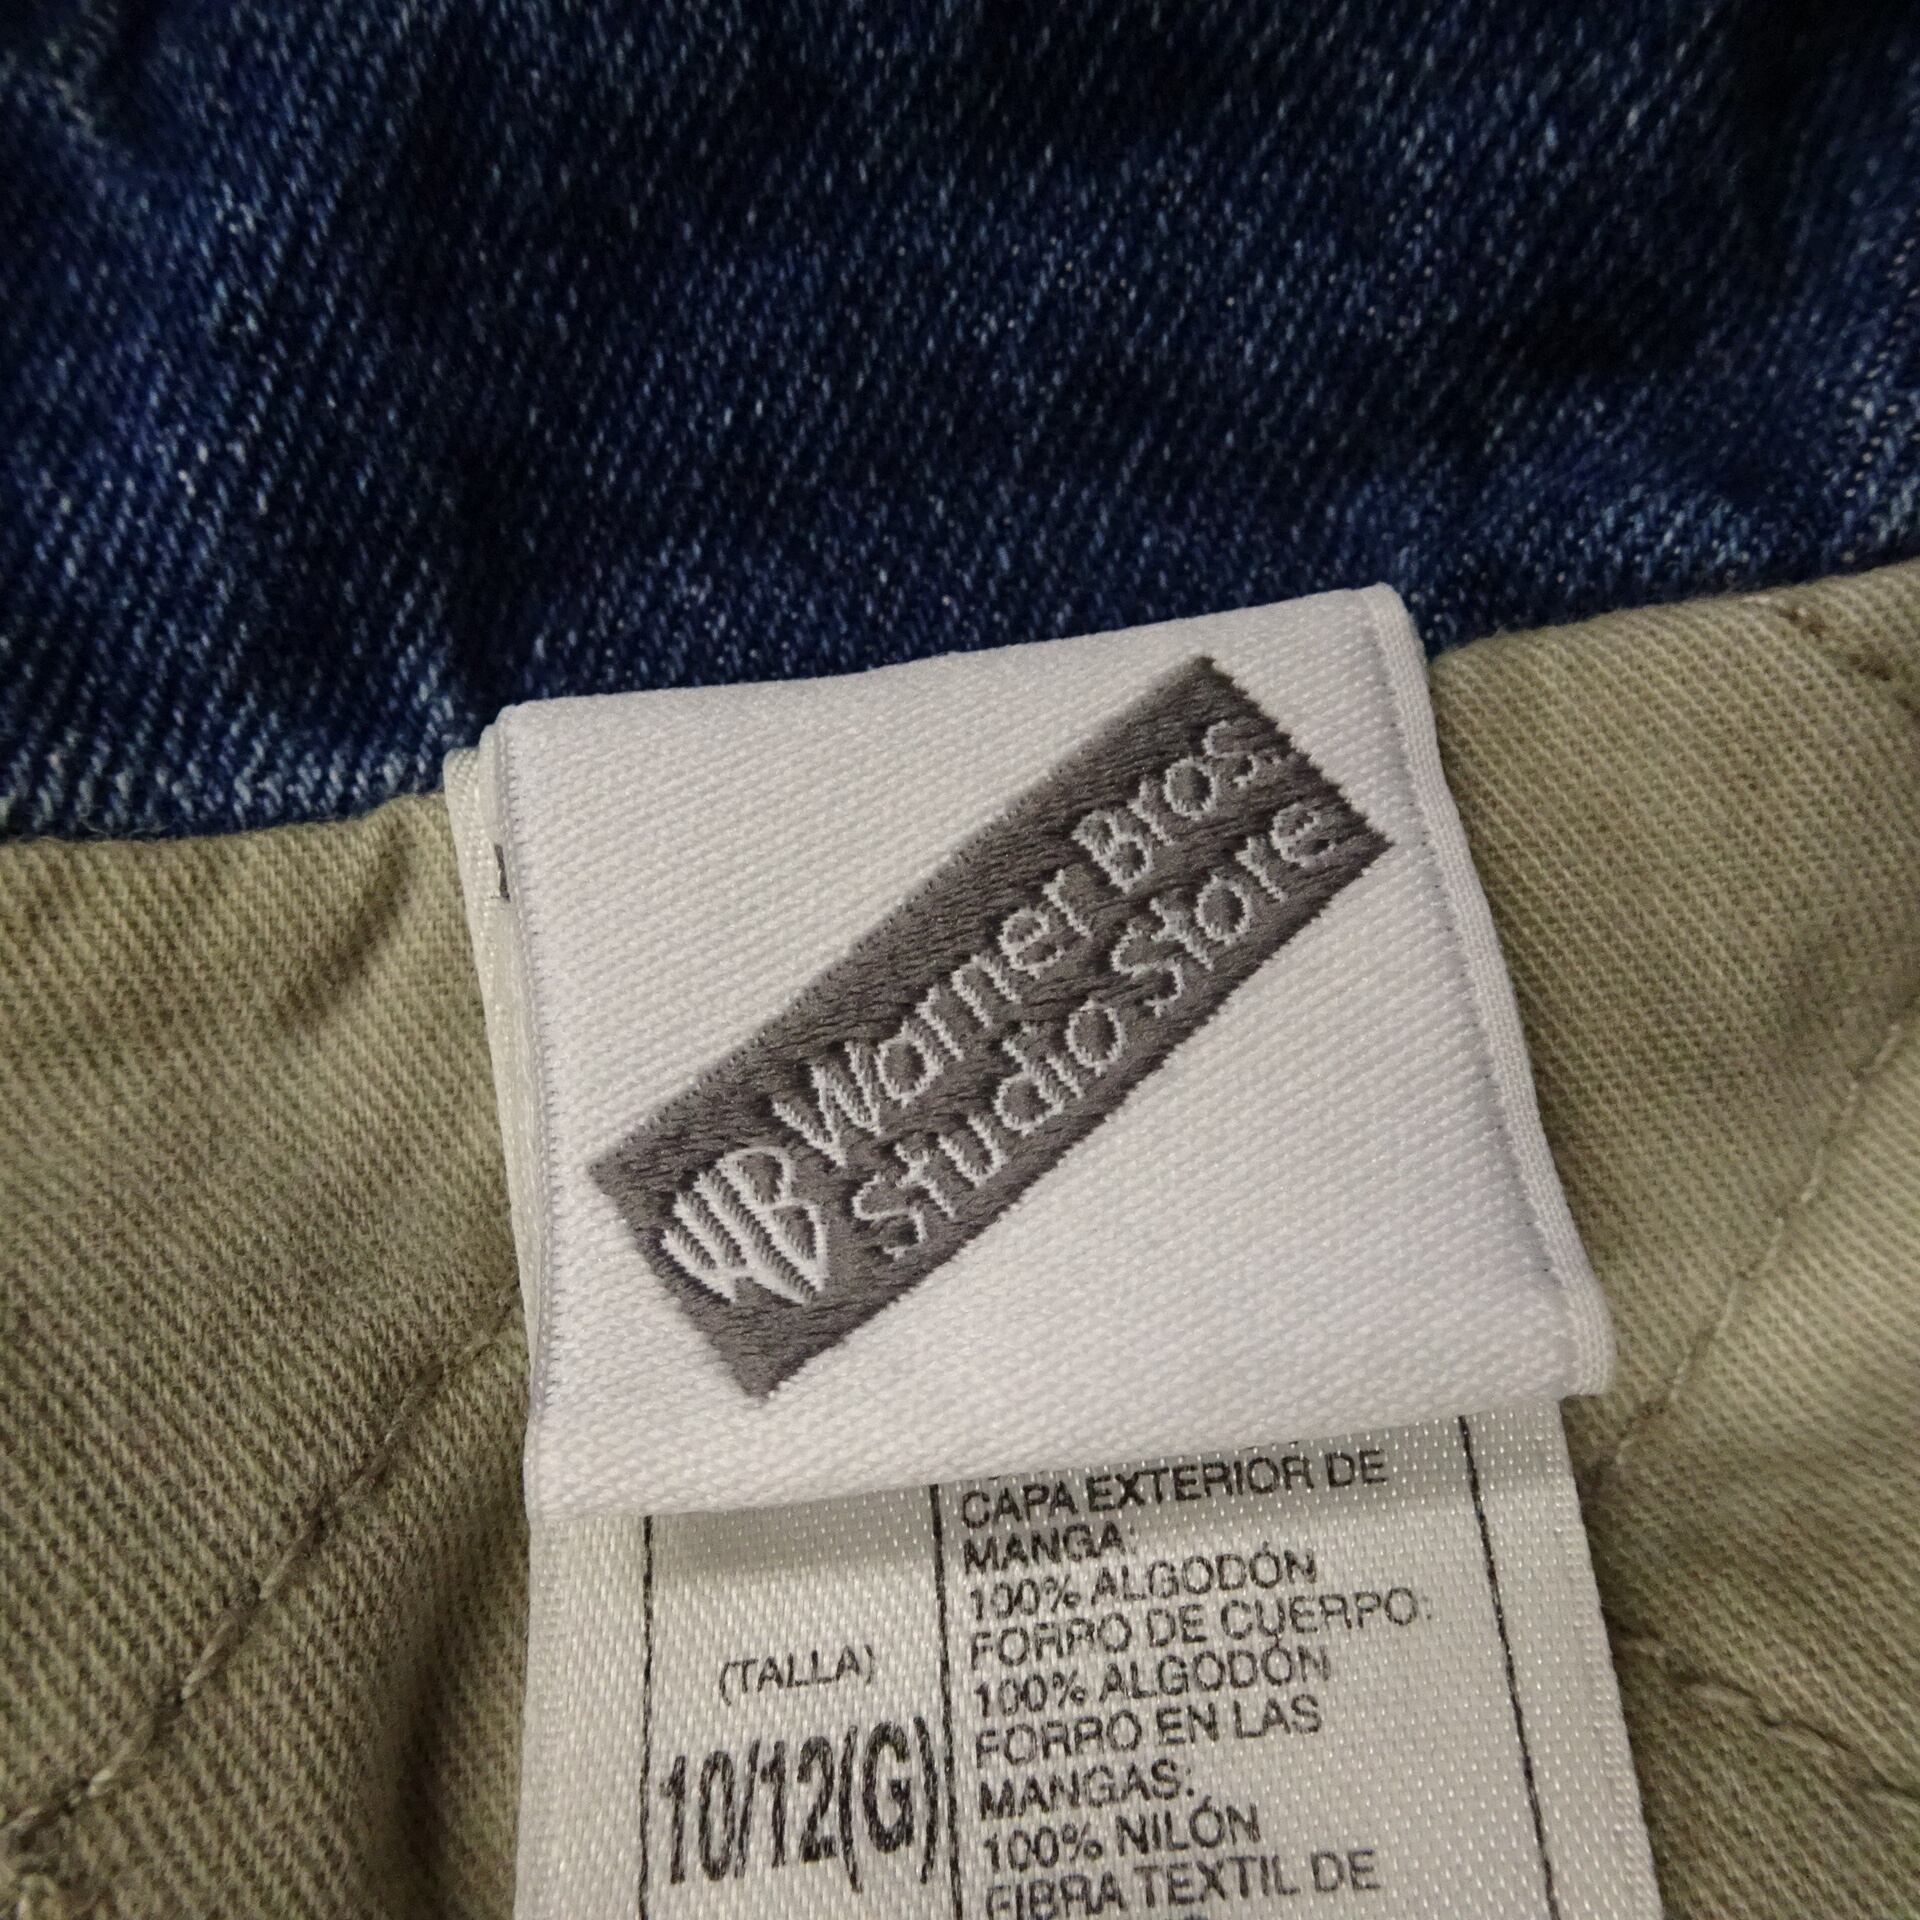 WB Warner Bros.
Studio Store
CAPA EXTERIOR DE
MANGA:
100% ALGODÓN
FORRO DE CUERPO:
100% ALGODÓN
FORRO EN LAS
MANGAS:
100% NILÓN
FIBRA TEXTIL DE
(TALLA)
10/12(G)